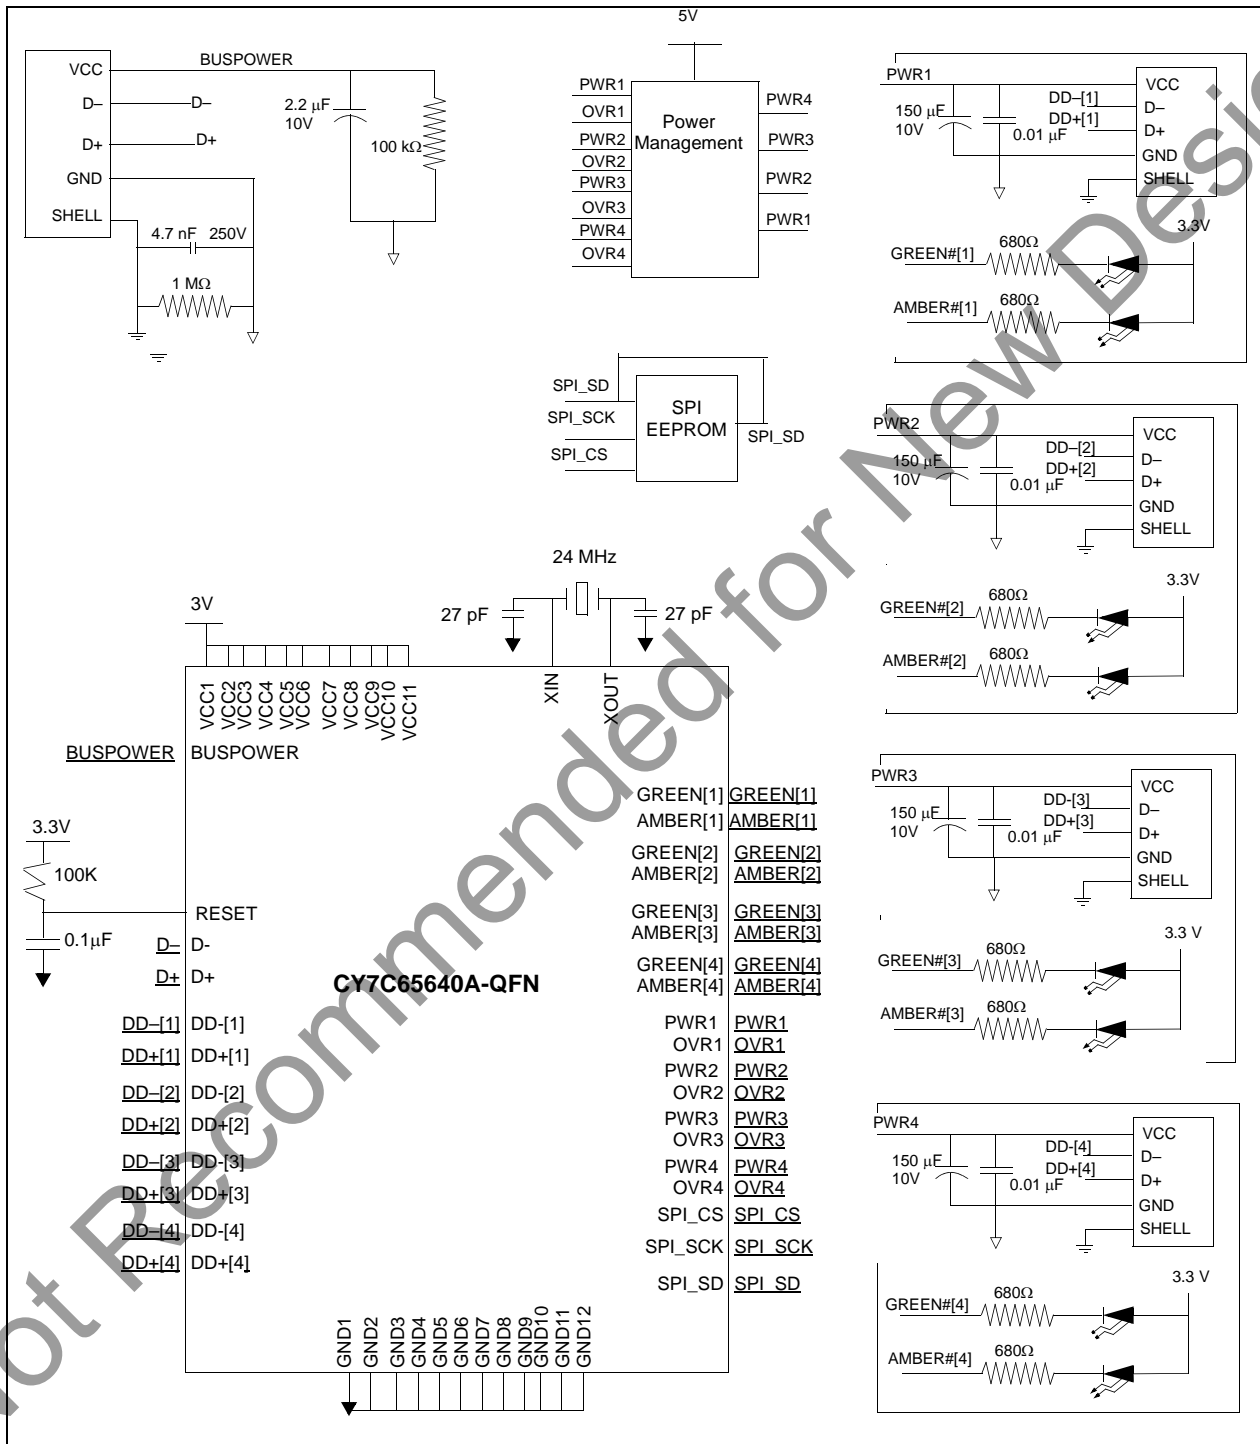 VCC
D–
D+
GND
SHELL
BUSPOWER
D–
D+
2.2 µF
10V
100 kΩ
4.7 nF 250V
1 MΩ
5V
PWR1
OVR1
PWR2
OVR2
PWR3
OVR3
PWR4
OVR4
Power
Management
PWR4
PWR3
PWR2
PWR1
SPI_SD
SPI_SCK
SPI_CS
SPI
EEPROM
SPI_SD
PWR1
150 µF
10V
0.01 µF
DD–[1]
DD+[1]
VCC
D–
D+
GND
SHELL
3.3V
GREEN#[1]
680Ω
AMBER#[1]
680Ω
PWR2
150 µF
10V
0.01 µF
DD–[2]
DD+[2]
VCC
D–
D+
GND
SHELL
3.3V
GREEN#[2]
680Ω
AMBER#[2]
680Ω
PWR3
150 µF
10V
0.01 µF
DD-[3]
DD+[3]
VCC
D–
D+
GND
SHELL
3.3 V
GREEN#[3]
680Ω
AMBER#[3]
680Ω
PWR4
150 µF
10V
0.01 µF
DD-[4]
DD+[4]
VCC
D–
D+
GND
SHELL
3.3 V
GREEN#[4]
680Ω
AMBER#[4]
680Ω
24 MHz
27 pF
27 pF
3V
VCC1
VCC2
VCC3
VCC4
VCC5
VCC6
VCC7
VCC8
VCC9
VCC10
VCC11
XIN
XOUT
BUSPOWER BUSPOWER
3.3V
100K
0.1µF
RESET
D– D-
D+ D+
DD–[1] DD-[1]
DD+[1] DD+[1]
DD–[2] DD-[2]
DD+[2] DD+[2]
DD–[3] DD-[3]
DD+[3] DD+[3]
DD–[4] DD-[4]
DD+[4] DD+[4]
CY7C65640A-QFN
GREEN[1] GREEN[1]
AMBER[1] AMBER[1]
GREEN[2] GREEN[2]
AMBER[2] AMBER[2]
GREEN[3] GREEN[3]
AMBER[3] AMBER[3]
GREEN[4] GREEN[4]
AMBER[4] AMBER[4]
PWR1 PWR1
OVR1 OVR1
PWR2 PWR2
OVR2 OVR2
PWR3 PWR3
OVR3 OVR3
PWR4 PWR4
OVR4 OVR4
SPI_CS SPI_CS
SPI_SCK SPI_SCK
SPI_SD SPI_SD
GND1
GND2
GND3
GND4
GND5
GND6
GND7
GND8
GND9
GND10
GND11
GND12
ot Recommended for New Desig